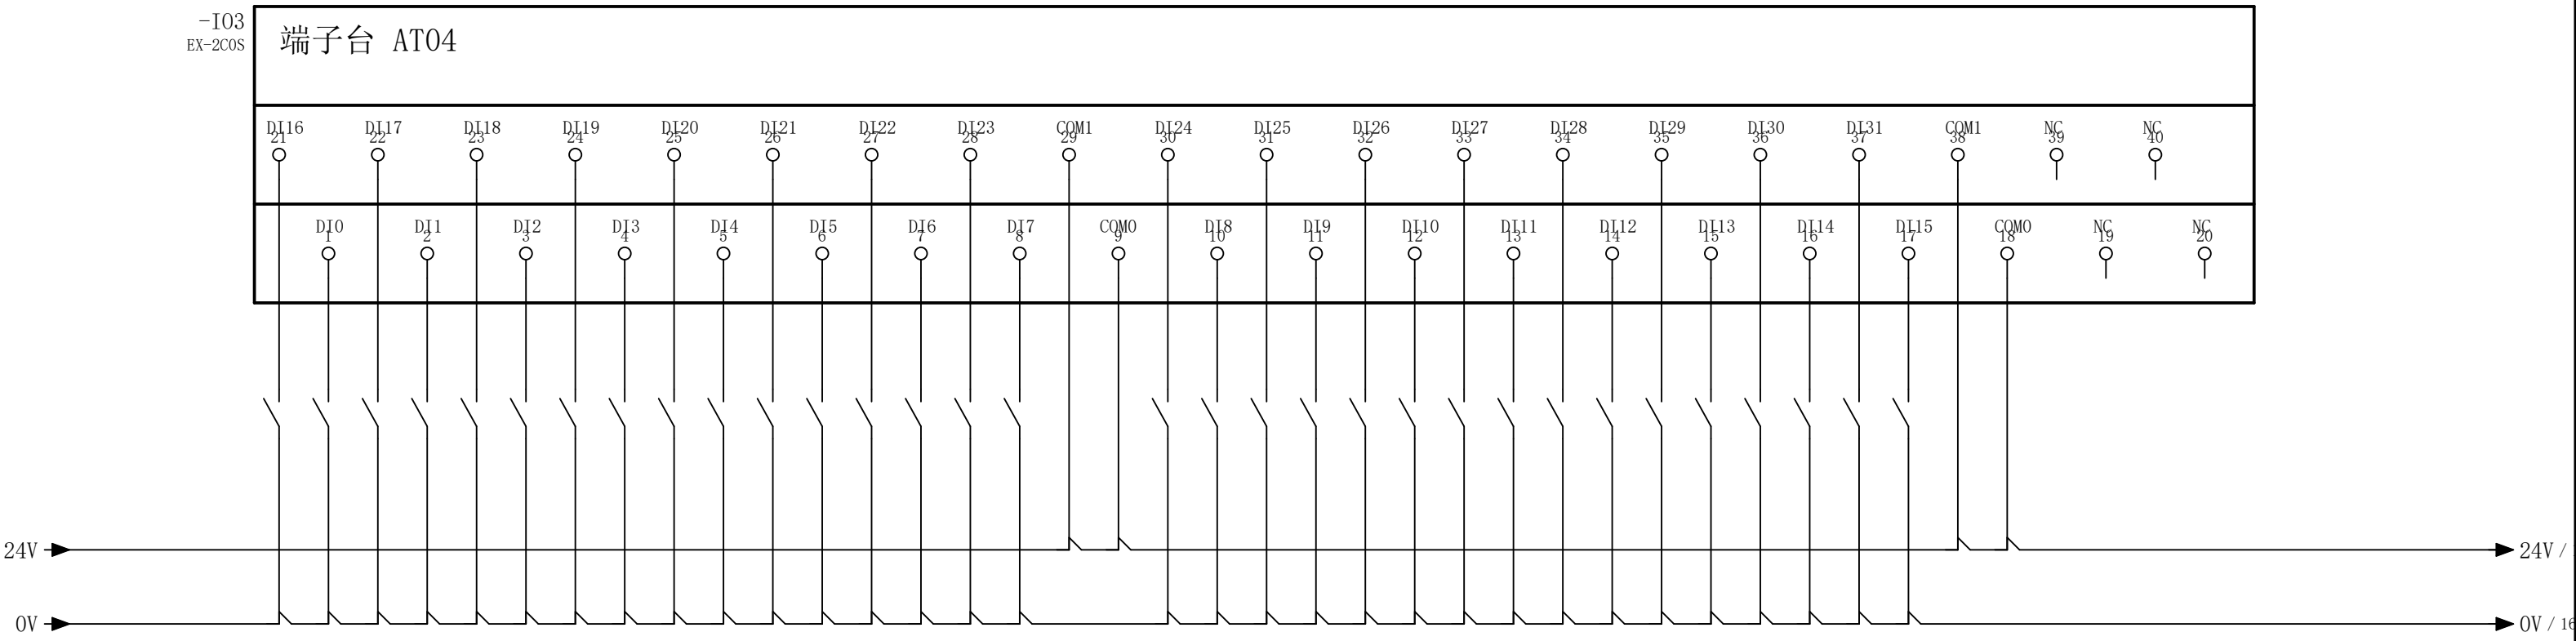 -IO3
EX-2COS
端子台 AT04
DI16 DI17 DI18 DI19 DI20 DI21 DI22 DI23 COM1 DI24 DI25 DI26 DI27 DI28 DI29 DI30 DI31 COM1 NC NC
21 22 23 24 25 26 27 28 29 30 31 32 33 34 35 36 37 38 39 40
DI0 DI1 DI2 DI3 DI4 DI5 DI6 DI7 COM0 DI8 DI9 DI10 DI11 DI12 DI13 DI14 DI15 COM0 NC NC
1 2 3 4 5 6 7 8 9 10 11 12 13 14 15 16 17 18 19 20
24V 24V /
0V 0V /